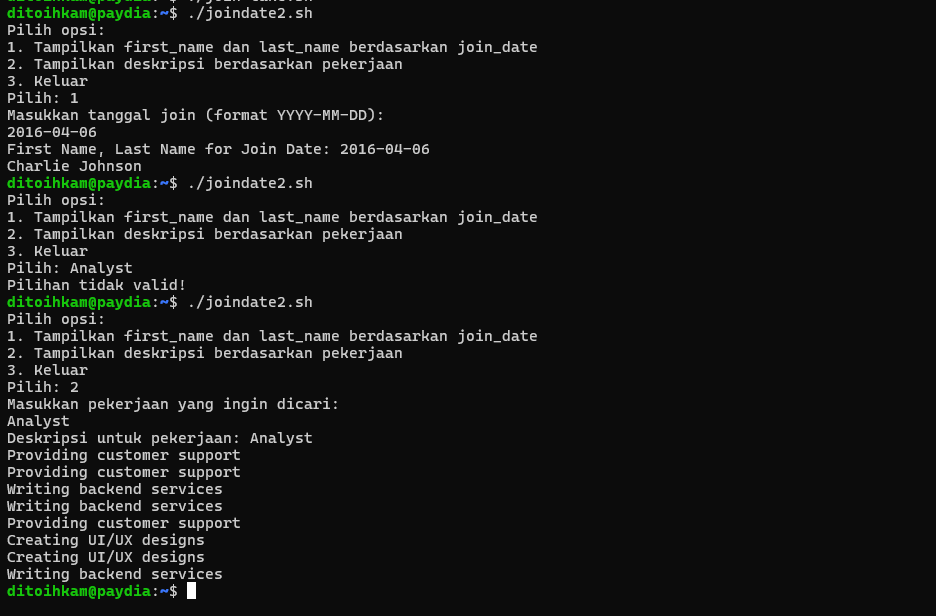 ditoihkam@paydia:~$ ./joindate2.sh
Pilih opsi:
1. Tampilkan first_name dan last_name berdasarkan join_date
2. Tampilkan deskripsi berdasarkan pekerjaan
3. Keluar
Pilih: 1
Masukkan tanggal join (format YYYY-MM-DD):
2016-04-06
First Name, Last Name for Join Date: 2016-04-06
Charlie Johnson
ditoihkam@paydia:~$ ./joindate2.sh
Pilih opsi:
1. Tampilkan first_name dan last_name berdasarkan join_date
2. Tampilkan deskripsi berdasarkan pekerjaan
3. Keluar
Pilih: Analyst
Pilihan tidak valid!
ditoihkam@paydia:~$ ./joindate2.sh
Pilih opsi:
1. Tampilkan first_name dan last_name berdasarkan join_date
2. Tampilkan deskripsi berdasarkan pekerjaan
3. Keluar
Pilih: 2
Masukkan pekerjaan yang ingin dicari:
Analyst
Deskripsi untuk pekerjaan: Analyst
Providing customer support
Providing customer support
Writing backend services
Writing backend services
Providing customer support
Creating UI/UX designs
Creating UI/UX designs
Writing backend services
ditoihkam@paydia:~$